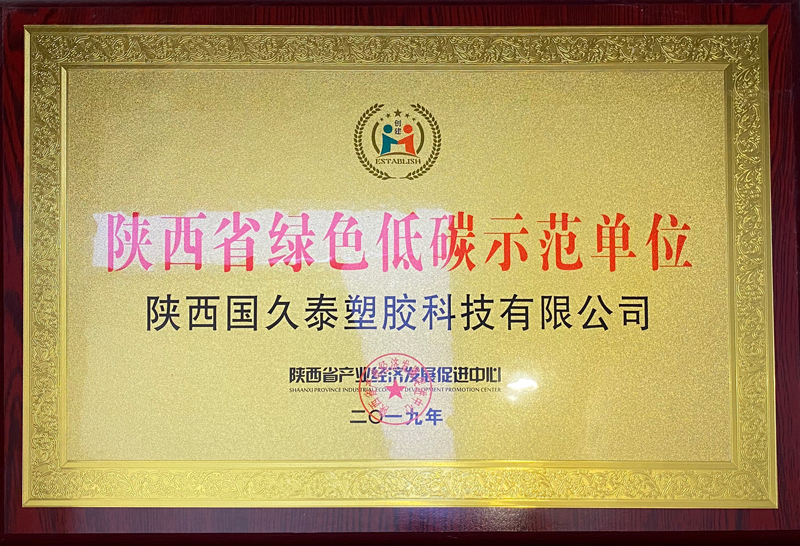 创建
ESTABLISH
陕西省绿色低碳示范单位
陕西国久泰塑胶科技有限公司
陕西省产业经济发展促进中心
SHAANXI PROVINCE INDUSTRIAL ECONOMIC DEVELOPMENT PROMOTION CENTER
二〇一九年